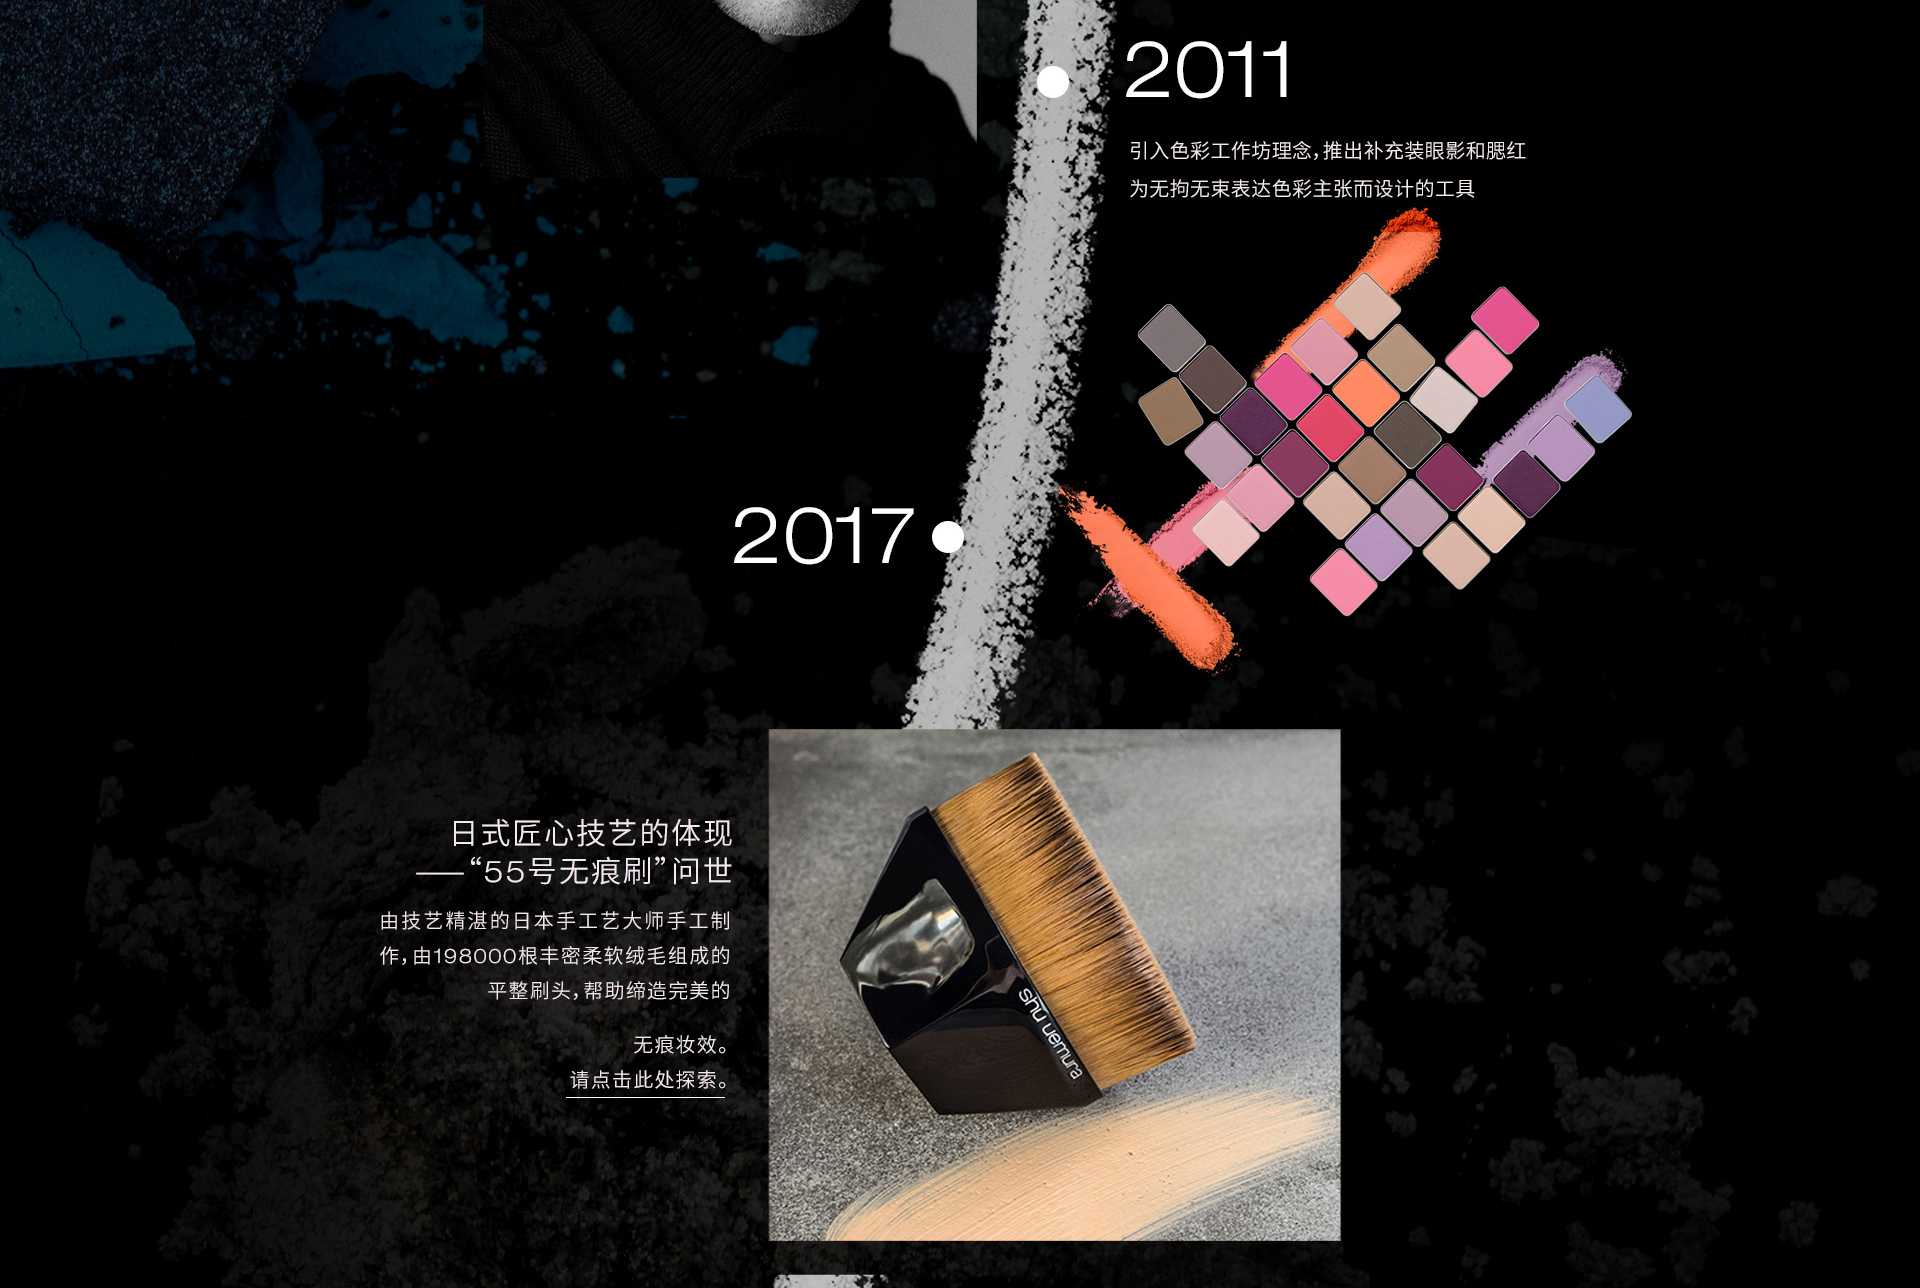 2011
引入色彩工作坊理念，推出补充装眼影和腮红
为无拘无束表达色彩主张而设计的工具
2017
日式匠心技艺的体现
——“55号无痕刷”问世
由技艺精湛的日本手工艺大师手工制
作，由198000根丰密柔软绒毛组成的
平整刷头，帮助缔造完美的
无痕妆效。
请点击此处探索。
shu uemura